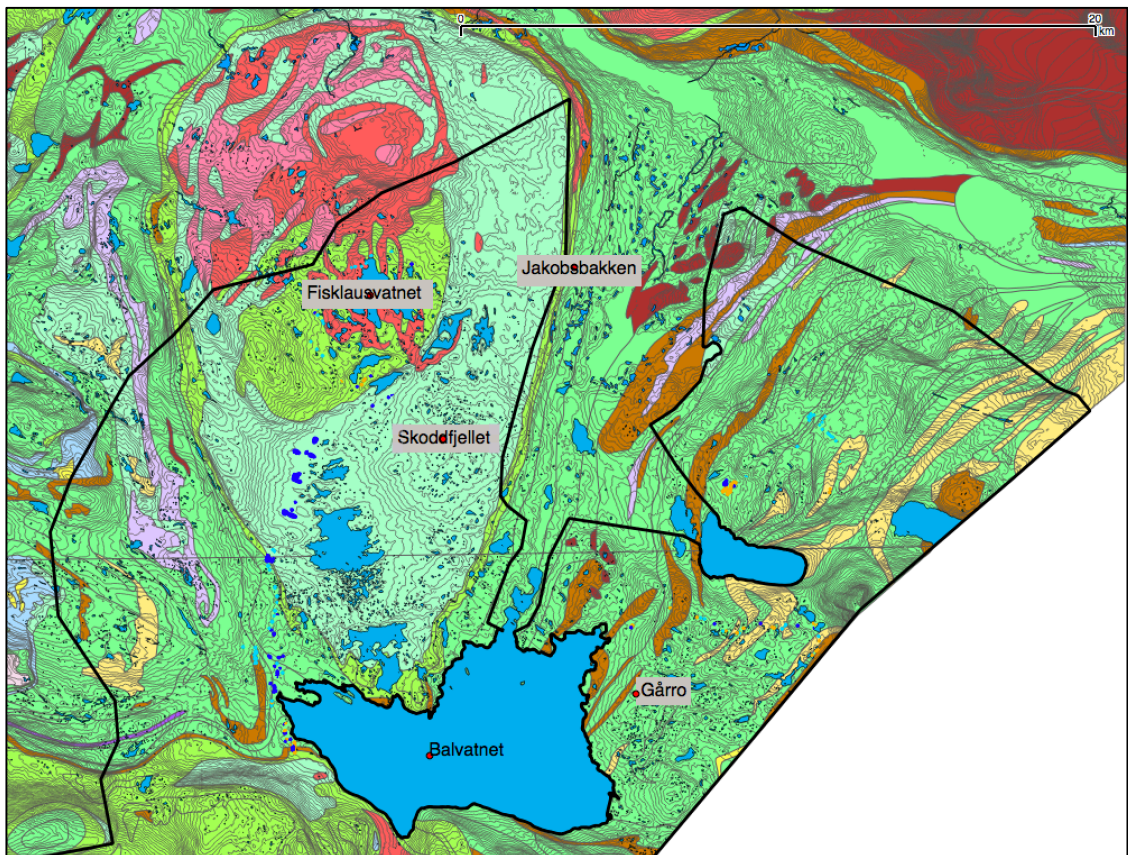 0
20
km
Jakobsbakken
Fisklausvatnet
Skoddfjellet
Gårro
Balvatnet